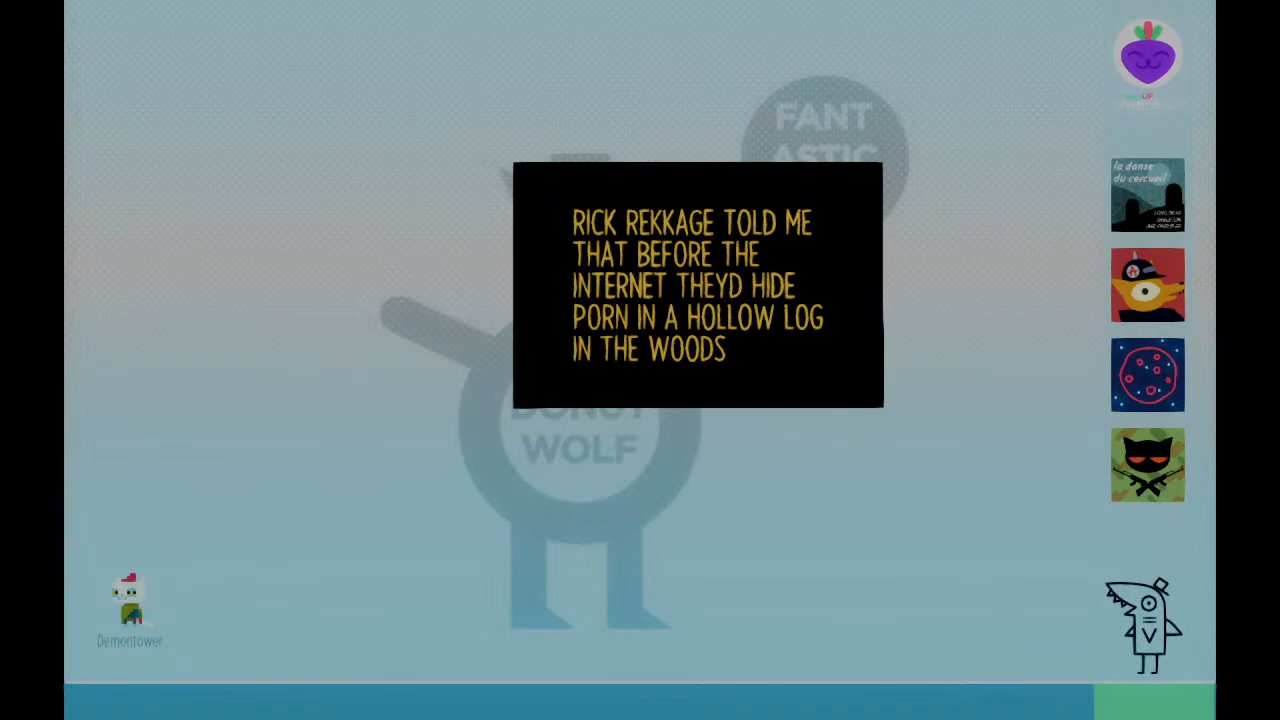 FANT
ASTIC
RICK REKKAGE TOLD ME
THAT BEFORE THE
INTERNET THEYD HIDE
PORN IN A HOLLOW LOG
IN THE WOODS
DONUT
WOLF
la danse
du cercueil
Demontower